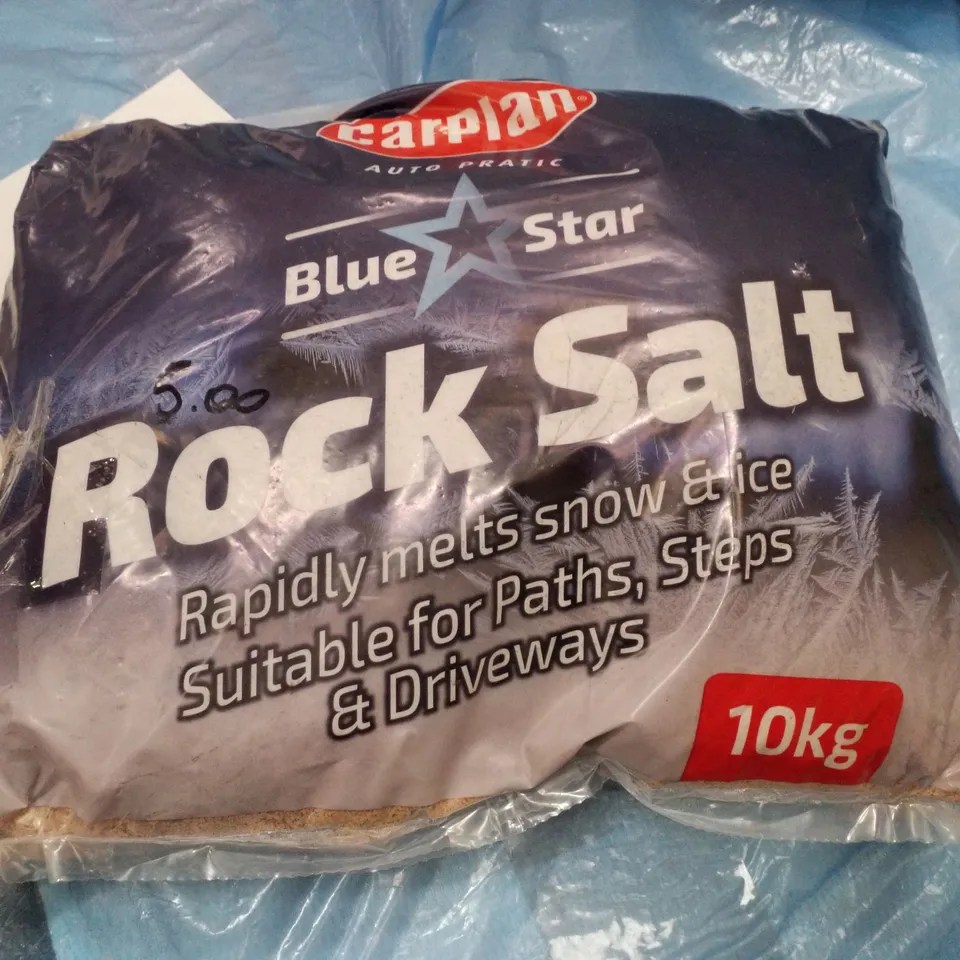 CarPlan®
AUTO PRATIC
Blue Star
5.00
Rock Salt
Rapidly melts snow & ice
Suitable for Paths, Steps
& Driveways
10kg